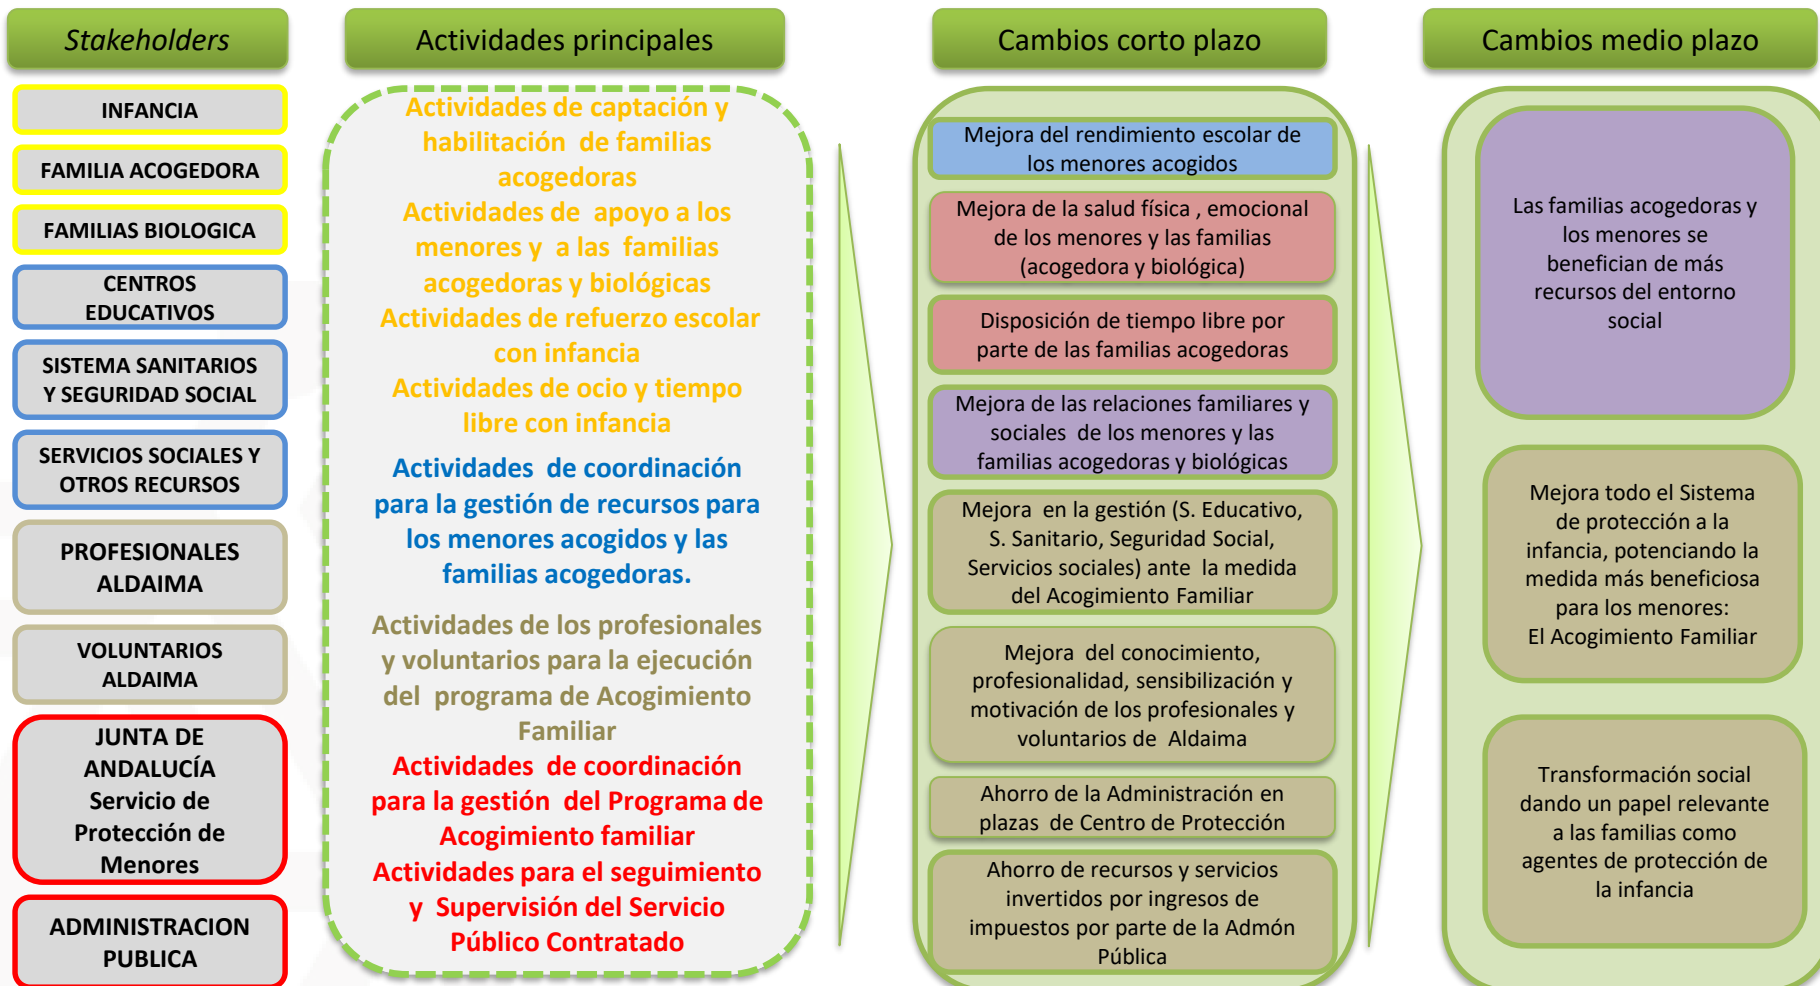 Stakeholders
INFANCIA
FAMILIA ACOGEDORA
FAMILIAS BIOLOGICA
CENTROS
EDUCATIVOS
SISTEMA SANITARIOS
Y SEGURIDAD SOCIAL
SERVICIOS SOCIALES Y
OTROS RECURSOS
PROFESIONALES
ALDAIMA
VOLUNTARIOS
ALDAIMA
JUNTA DE
ANDALUCÍA
Servicio de
Protección de
Menores
ADMINISTRACION
PUBLICA
Actividades principales
Actividades de captación y
habilitación de familias
acogedoras
Actividades de apoyo a los
menores y a las familias
acogedoras y biológicas
Actividades de refuerzo escolar
con infancia
Actividades de ocio y tiempo
libre con infancia
Actividades de coordinación
para la gestión de recursos para
los menores acogidos y las
familias acogedoras.
Actividades de los profesionales
y voluntarios para la ejecución
del programa de Acogimiento
Familiar
Actividades de coordinación
para la gestión del Programa de
Acogimiento familiar
Actividades para el seguimiento
y Supervisión del Servicio
Público Contratado
Cambios corto plazo
Mejora del rendimiento escolar de
los menores acogidos
Mejora de la salud física , emocional
de los menores y las familias
(acogedora y biológica)
Disposición de tiempo libre por
parte de las familias acogedoras
Mejora de las relaciones familiares y
sociales de los menores y las
familias acogedoras y biológicas
Mejora en la gestión (S. Educativo,
S. Sanitario, Seguridad Social,
Servicios sociales) ante la medida
del Acogimiento Familiar
Mejora del conocimiento,
profesionalidad, sensibilización y
motivación de los profesionales y
voluntarios de Aldaima
Ahorro de la Administración en
plazas de Centro de Protección
Ahorro de recursos y servicios
invertidos por ingresos de
impuestos por parte de la Admón
Pública
Cambios medio plazo
Las familias acogedoras y
los menores se
benefician de más
recursos del entorno
social
Mejora todo el Sistema
de protección a la
infancia, potenciando la
medida más beneficiosa
para los menores:
El Acogimiento Familiar
Transformación social
dando un papel relevante
a las familias como
agentes de protección de
la infancia